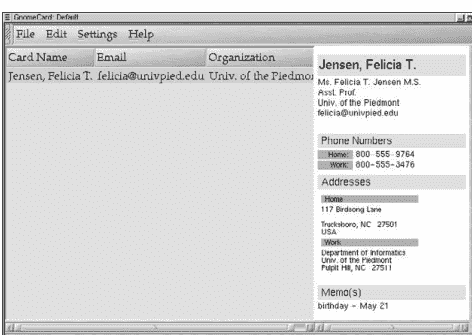 GnomeCard: Default
File Edit Settings Help
Card Name Email Organization
Jensen, Felicia T. felicia@univpied.edu Univ. of the Piedmo
Jensen, Felicia T.
Ms. Felicia T. Jensen M.S.
Asst. Prof.
Univ. of the Piedmont
felicia@univpied.edu
Phone Numbers
Home: 800-555-9764
Work: 800-555-3476
Addresses
Home
117 Birdsong Lane
Trucksboro, NC 27501
USA
Work
Department of Informatics
Univ. of the Piedmont
Pulpit Hill, NC 27511
Memo(s)
birthday - May 21